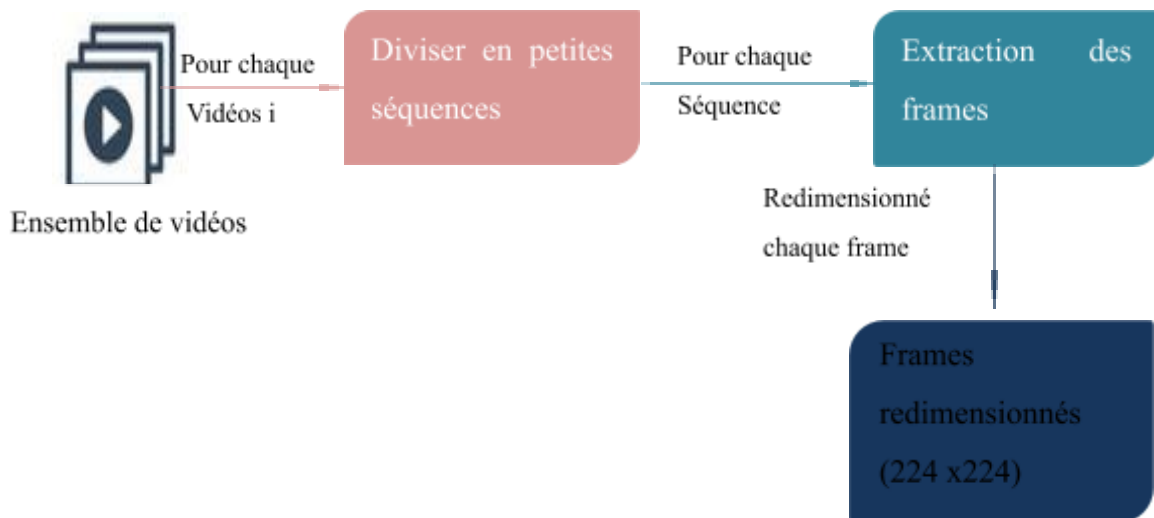 Ensemble de vidéos
Pour chaque
Vidéos i
Diviser en petites
séquences
Pour chaque
Séquence
Extraction des
frames
Redimensionné
chaque frame
Frames
redimensionnés
(224 x224)